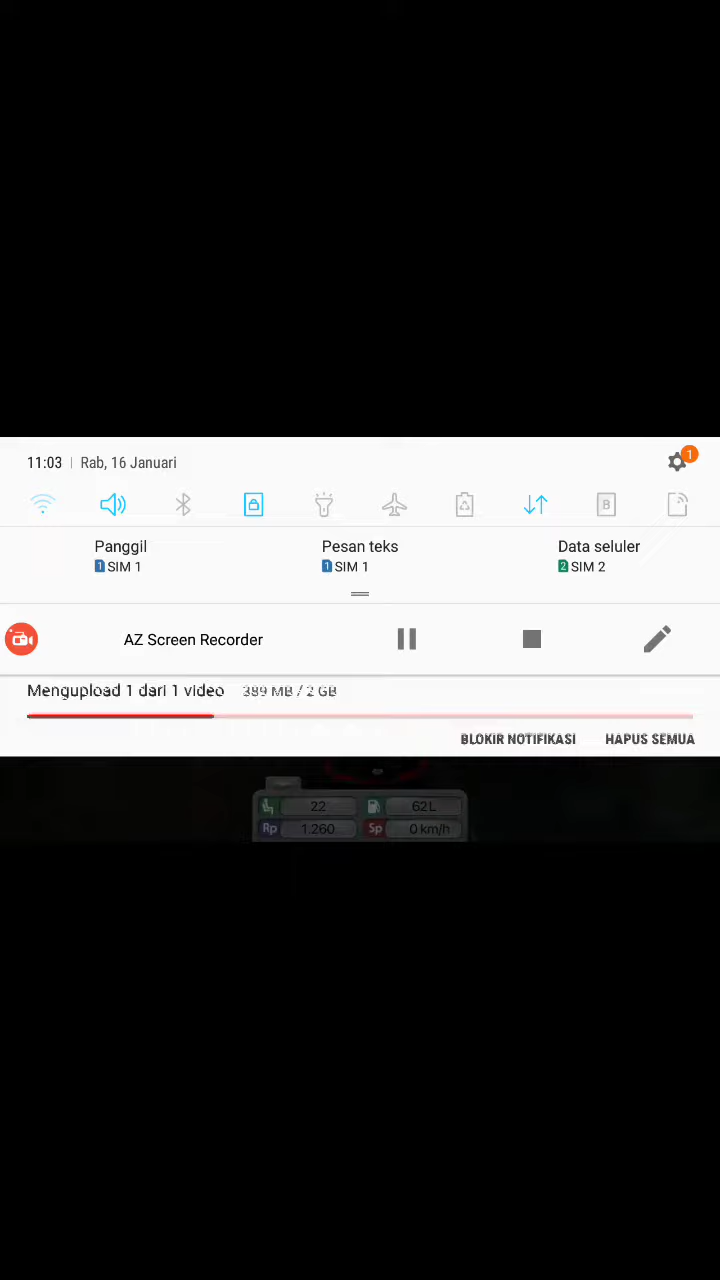 11:03 | Rab, 16 Januari 1
B
Panggil Pesan teks Data seluler
1 SIM 1 1 SIM 1 2 SIM 2
AZ Screen Recorder
Mengupload 1 dari 1 video 389 MB / 2 GB
BLOKIR NOTIFIKASI HAPUS SEMUA
22 62L
Rp 1.260 Sp 0 km/h